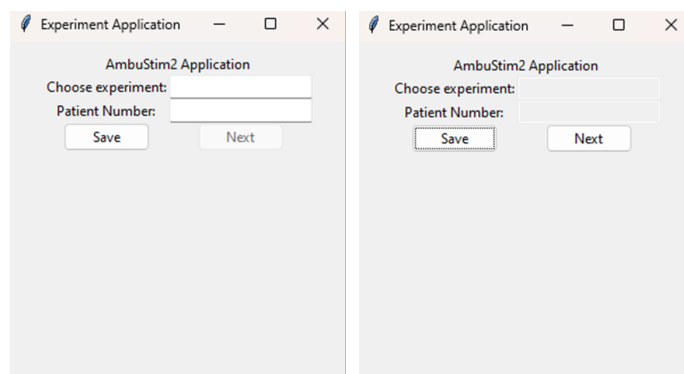 Experiment Application
AmbuStim2 Application
Choose experiment:
Patient Number:
Save Next
Experiment Application
AmbuStim2 Application
Choose experiment:
Patient Number:
Save Next